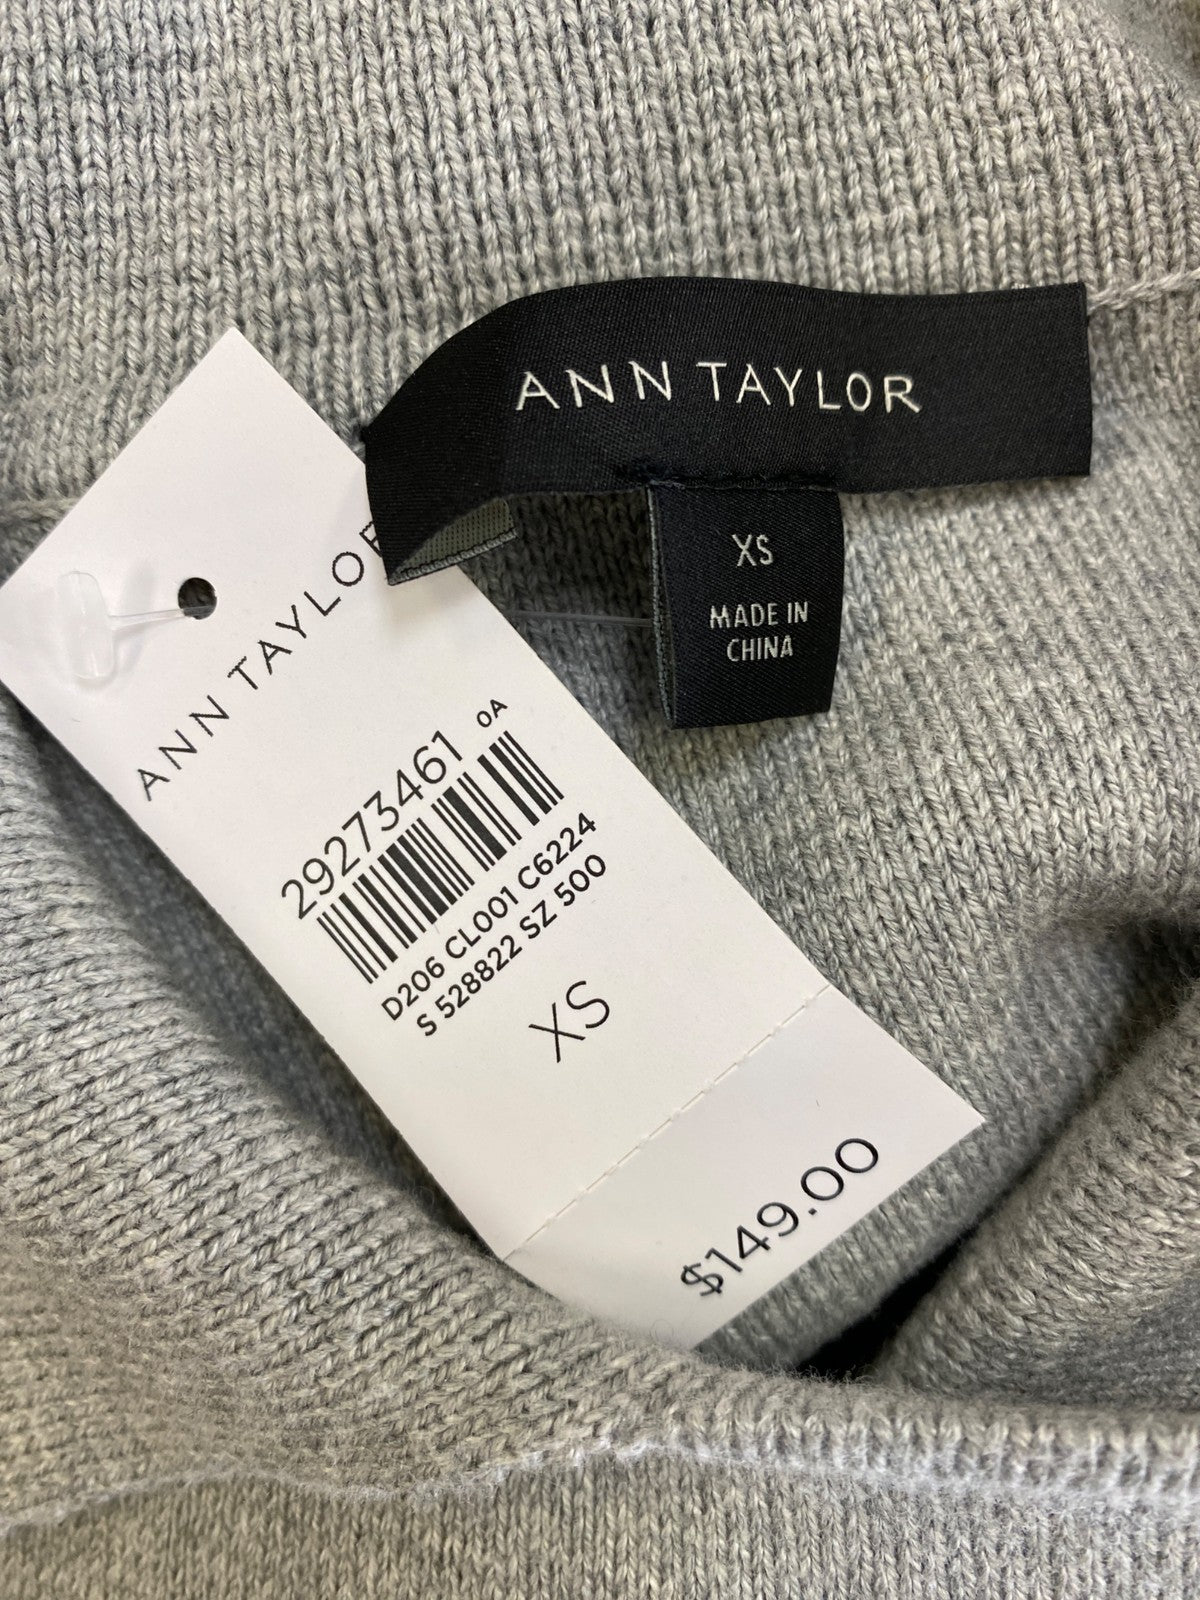 ANN TAYLOR
XS
MADE IN
CHINA
ANN TAYLOR
29273461 0A
D206 CL001 C6224
S 528822 SZ 500
XS
$149.00